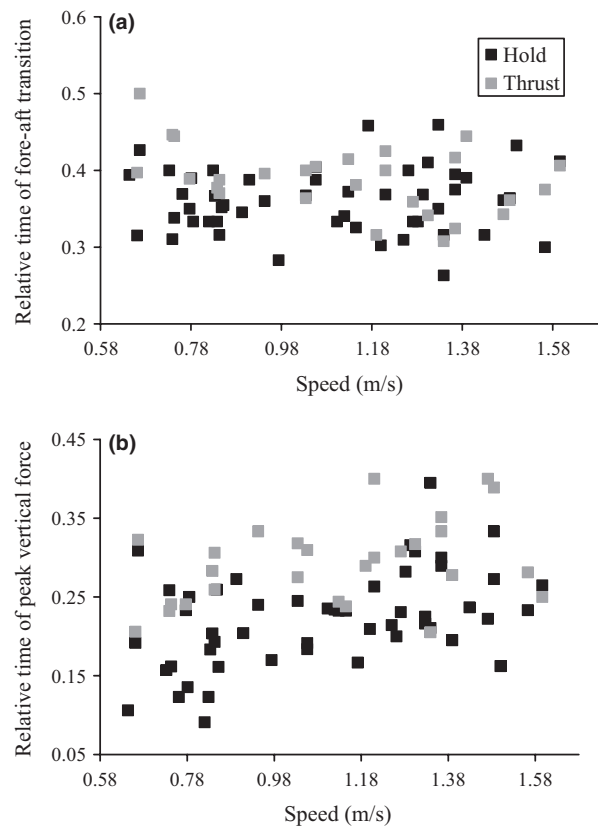 (a)
0.6
0.5
0.4
0.3
0.2
Relative time of fore-aft transition
Hold
Thrust
0.58 0.78 0.98 1.18 1.38 1.58
Speed (m/s)
(b)
0.45
0.35
0.25
0.15
0.05
Relative time of peak vertical force
0.58 0.78 0.98 1.18 1.38 1.58
Speed (m/s)